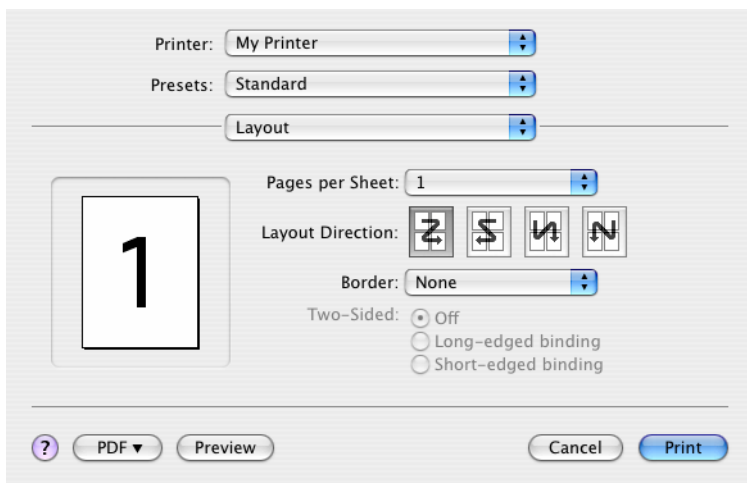 Printer: My Printer
Presets: Standard
Layout
Pages per Sheet: 1
1
Layout Direction:
Border: None
Two-Sided: Off
Long-edged binding
Short-edged binding
? PDF▼ Preview Cancel Print